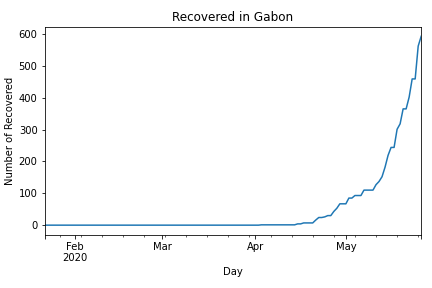 Recovered in Gabon
Number of Recovered
600
500
400
300
200
100
0
Feb
2020
Mar
Apr
May
Day